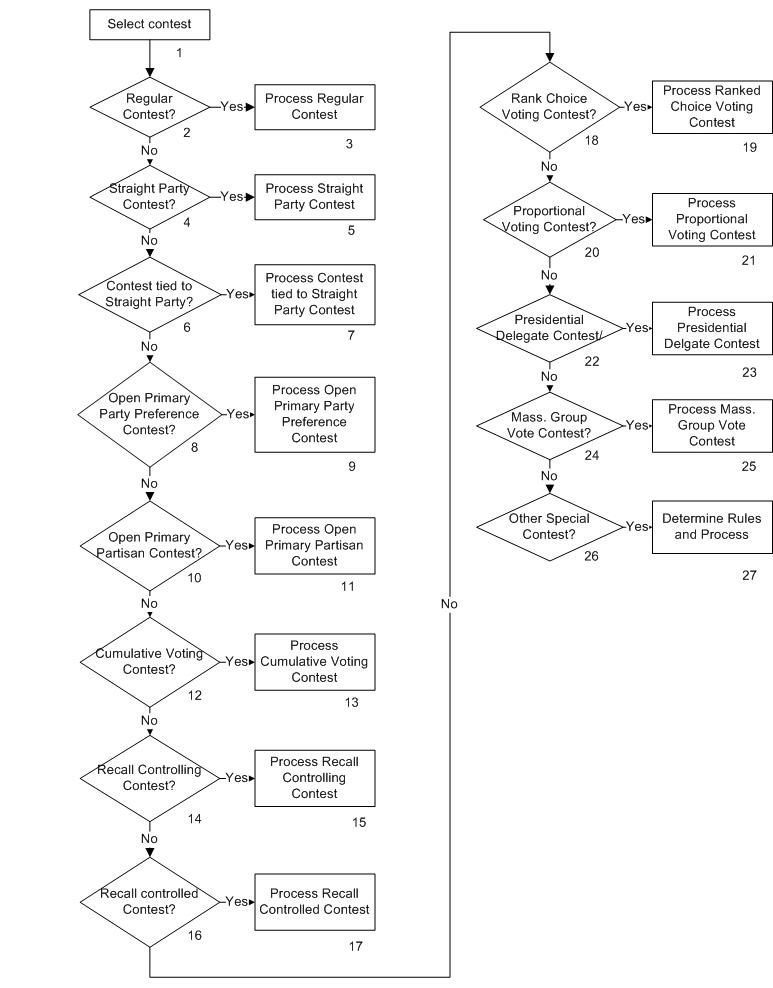 Select contest
1
Regular
Contest?
2
Yes
Process Regular
Contest
3
No
Straight Party
Contest?
4
Yes
Process Straight
Party Contest
5
No
Contest tied to
Straight Party?
6
Yes
Process Contest
tied to Straight
Party Contest
7
No
Open Primary
Party Preference
Contest?
8
Yes
Process Open
Primary Party
Preference
Contest
9
No
Open Primary
Partisan Contest?
10
Yes
Process Open
Primary Partisan
Contest
11
No
Cumulative Voting
Contest?
12
Yes
Process
Cumulative Voting
Contest
13
No
Recall Controlling
Contest?
14
Yes
Process Recall
Controlling
Contest
15
No
Recall controlled
Contest?
16
Yes
Process Recall
Controlled Contest
17
No
Rank Choice
Voting Contest?
18
Yes
Process Ranked
Choice Voting
Contest
19
No
Proportional
Voting Contest?
20
Yes
Process
Proportional
Voting Contest
21
No
Presidential
Delegate Contest/
22
Yes
Process
Presidential
Delgate Contest
23
No
Mass. Group
Vote Contest?
24
Yes
Process Mass.
Group Vote
Contest
25
No
Other Special
Contest?
26
Yes
Determine Rules
and Process
27